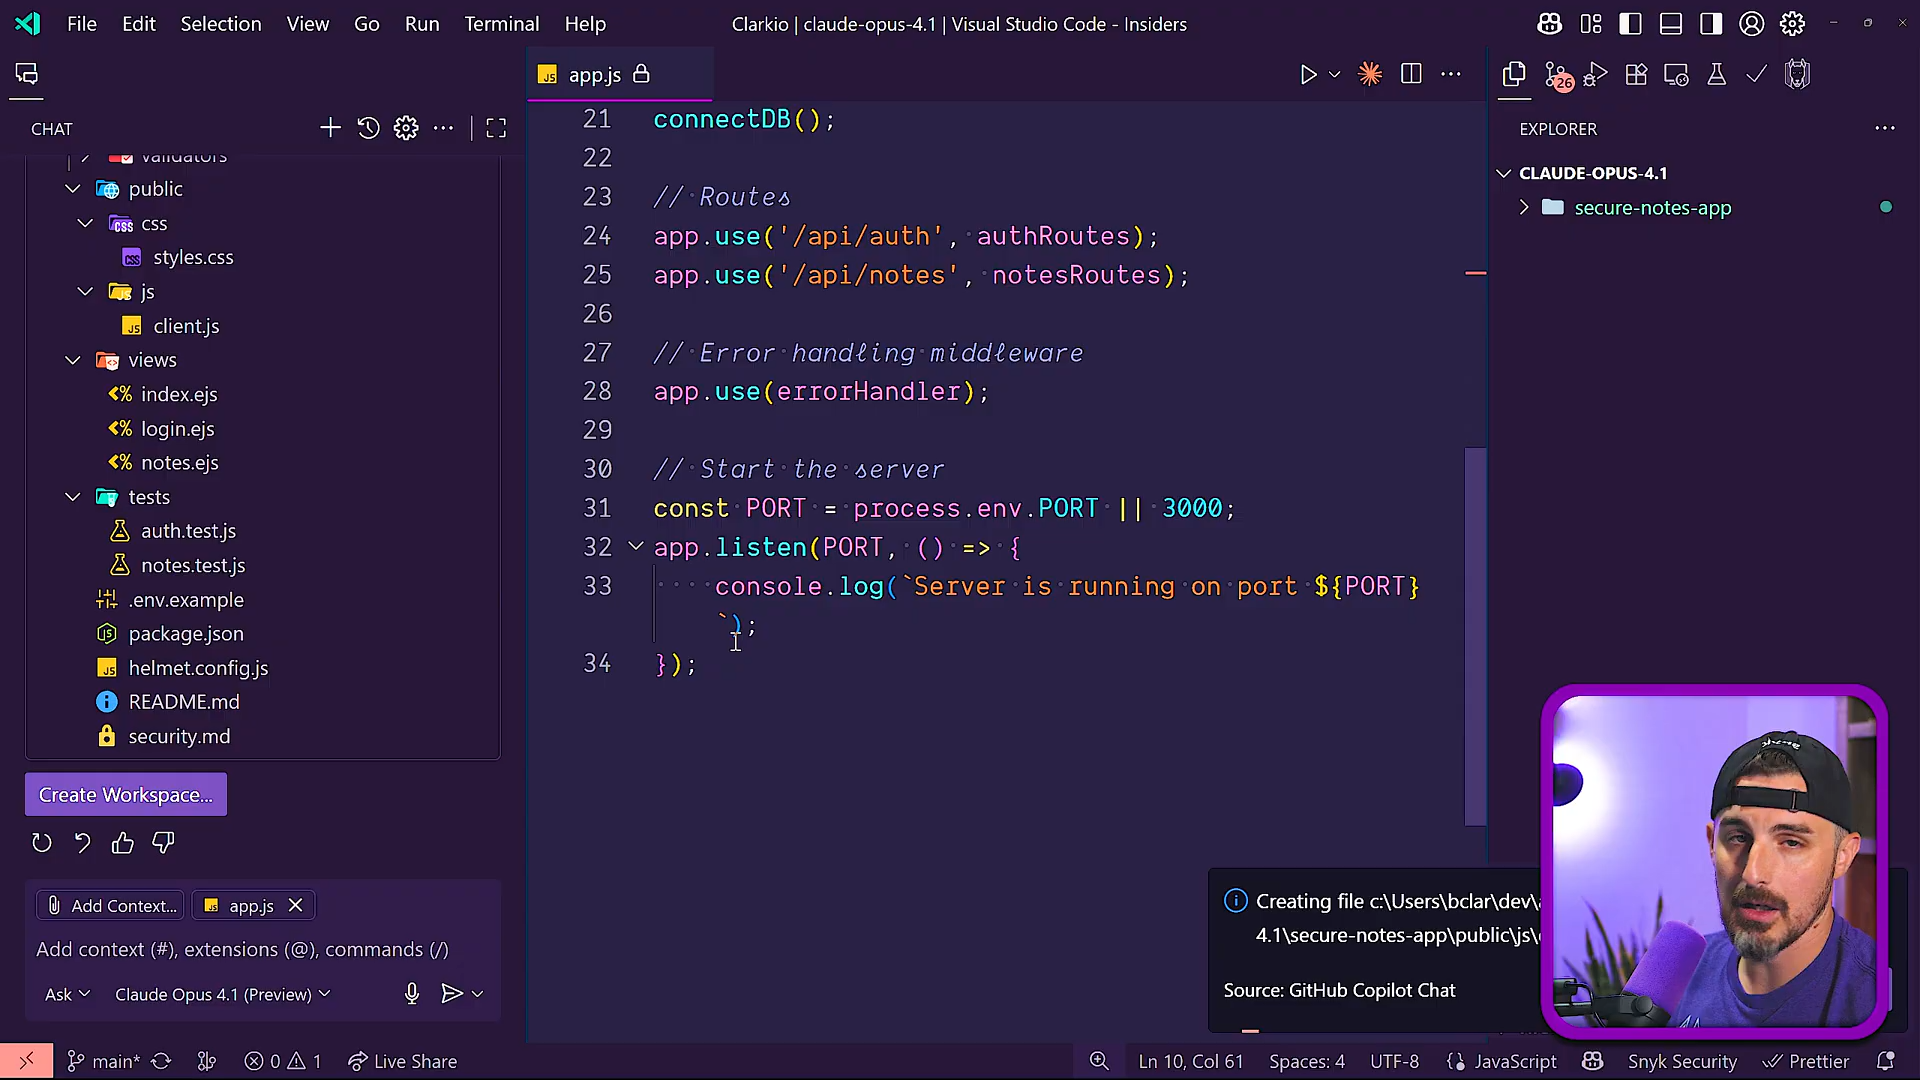 File Edit Selection View Go Run Terminal Help
Clarkio | claude-opus-4.1 | Visual Studio Code - Insiders
CHAT
validators
public
css
styles.css
js
client.js
views
index.ejs
login.ejs
notes.ejs
tests
auth.test.js
notes.test.js
.env.example
package.json
helmet.config.js
README.md
security.md
Create Workspace...
Add Context...
app.js
Add context (#), extensions (@), commands (/)
Ask
Claude Opus 4.1 (Preview)
app.js
21 connectDB();
22
23 // Routes
24 app.use('/api/auth', authRoutes);
25 app.use('/api/notes', notesRoutes);
26
27 // Error handling middleware
28 app.use(errorHandler);
29
30 // Start the server
31 const PORT = process.env.PORT || 3000;
32 app.listen(PORT, () => {
33 console.log(`Server is running on port ${PORT}
`);
34 });
26
EXPLORER
CLAUDE-OPUS-4.1
secure-notes-app
Creating file c:\Users\bclar\dev\
4.1\secure-notes-app\public\js\
Source: GitHub Copilot Chat
main*
0
1
Live Share
Ln 10, Col 61
Spaces: 4
UTF-8
{} JavaScript
Snyk Security
Prettier